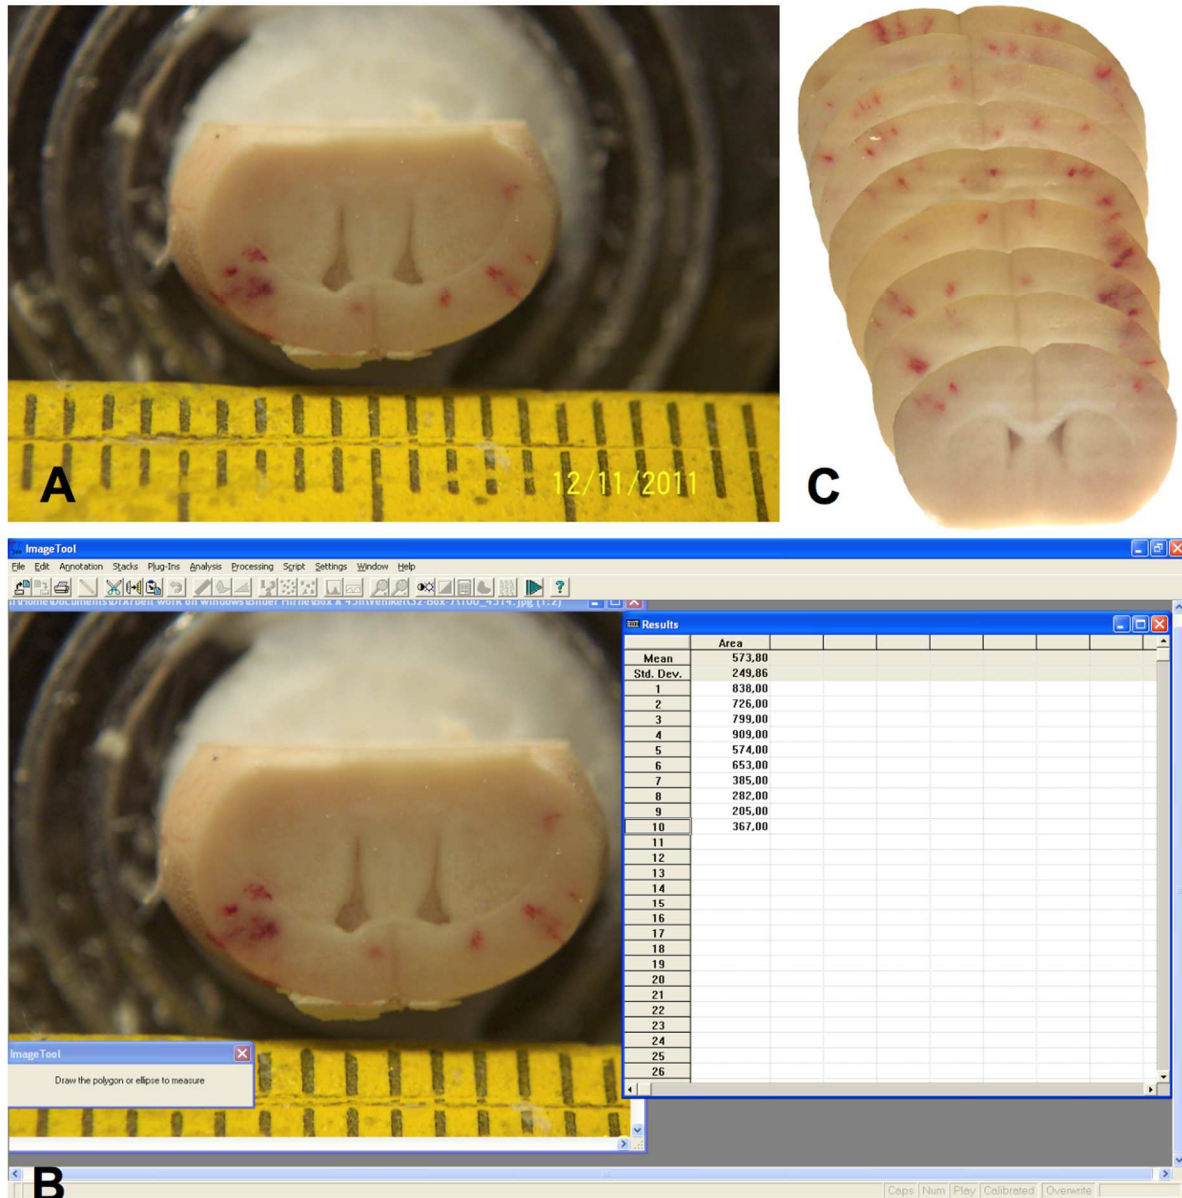 A
12/11/2011
C
ImageTool
File Edit Annotation Stacks Plug-Ins Analysis Processing Script Settings Window Help
Results
Area
Mean 573,80
Std. Dev. 249,86
1 838,00
2 726,00
3 799,00
4 909,00
5 574,00
6 653,00
7 385,00
8 282,00
9 205,00
10 367,00
11
12
13
14
15
16
17
18
19
20
21
22
23
24
25
26
ImageTool
Draw the polygon or ellipse to measure
B
Caps Num Play Calibrated Overwrite